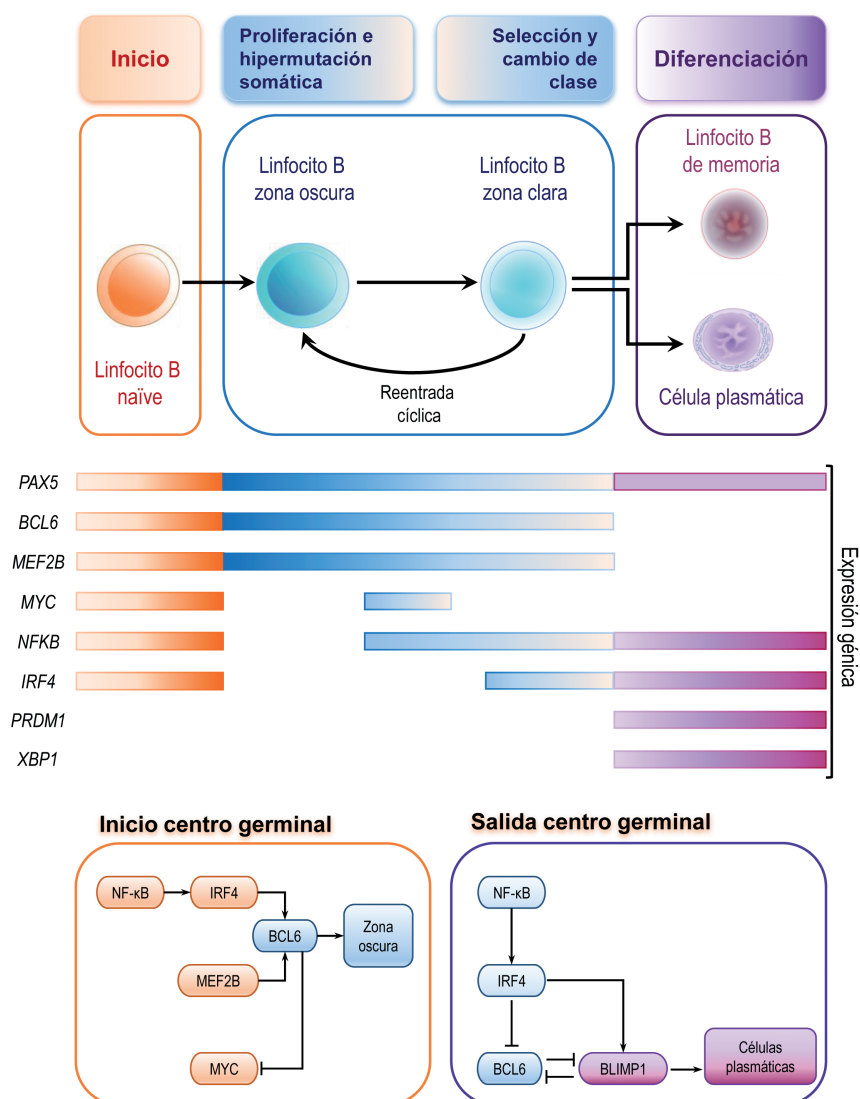 Inicio
Proliferación e
hipermutación
somática
Selección y
cambio de
clase
Diferenciación
Linfocito B
zona oscura
Linfocito B
zona clara
Linfocito B
de memoria
Linfocito B
naïve
Reentrada
cíclica
Célula plasmática
PAX5
BCL6
MEF2B
MYC
NFKB
IRF4
PRDM1
XBP1
Expresión génica
Inicio centro germinal
NF-κB
IRF4
BCL6
Zona
oscura
MEF2B
MYC
Salida centro germinal
NF-κB
IRF4
BCL6
BLIMP1
Células
plasmáticas